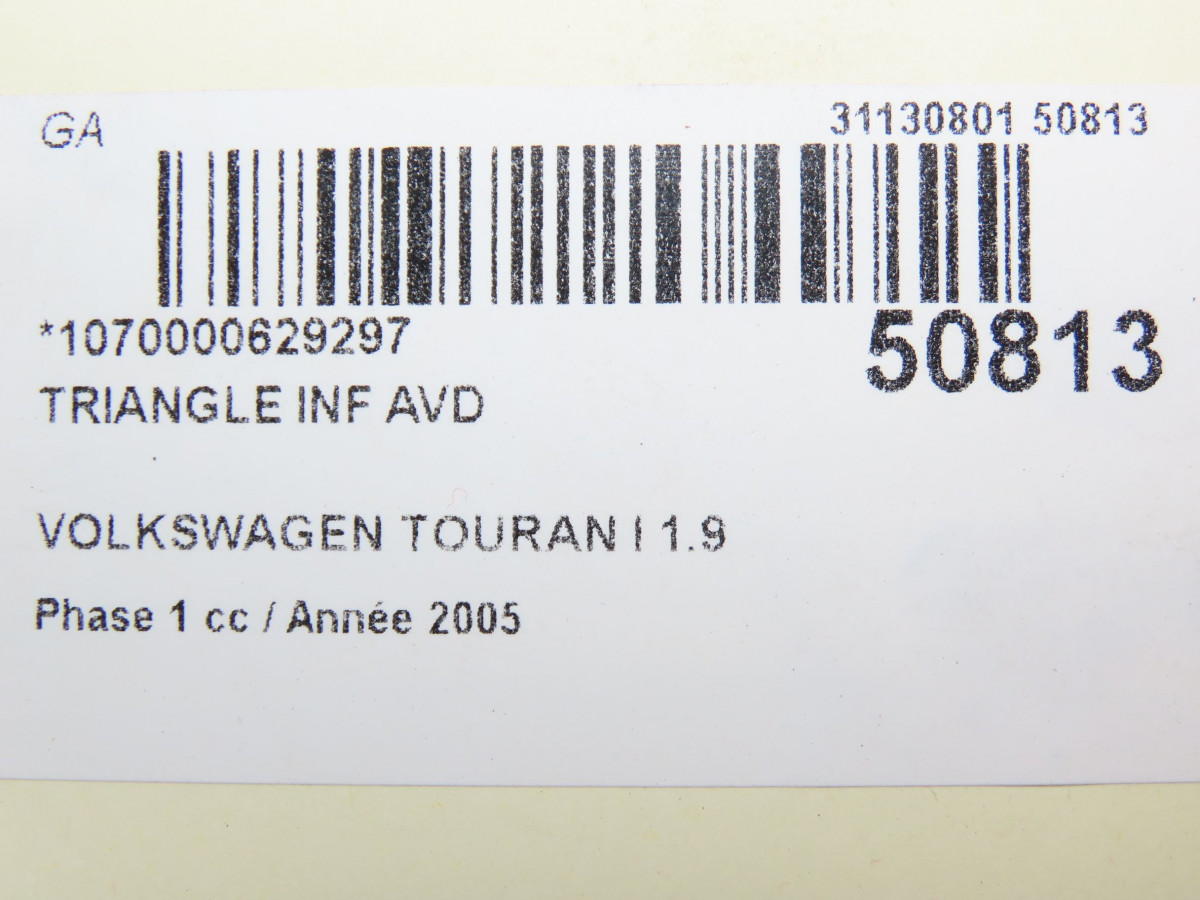 GA
31130801 50813
*1070000629297
50813
TRIANGLE INF AVD
VOLKSWAGEN TOURAN I 1.9
Phase 1 cc / Année 2005